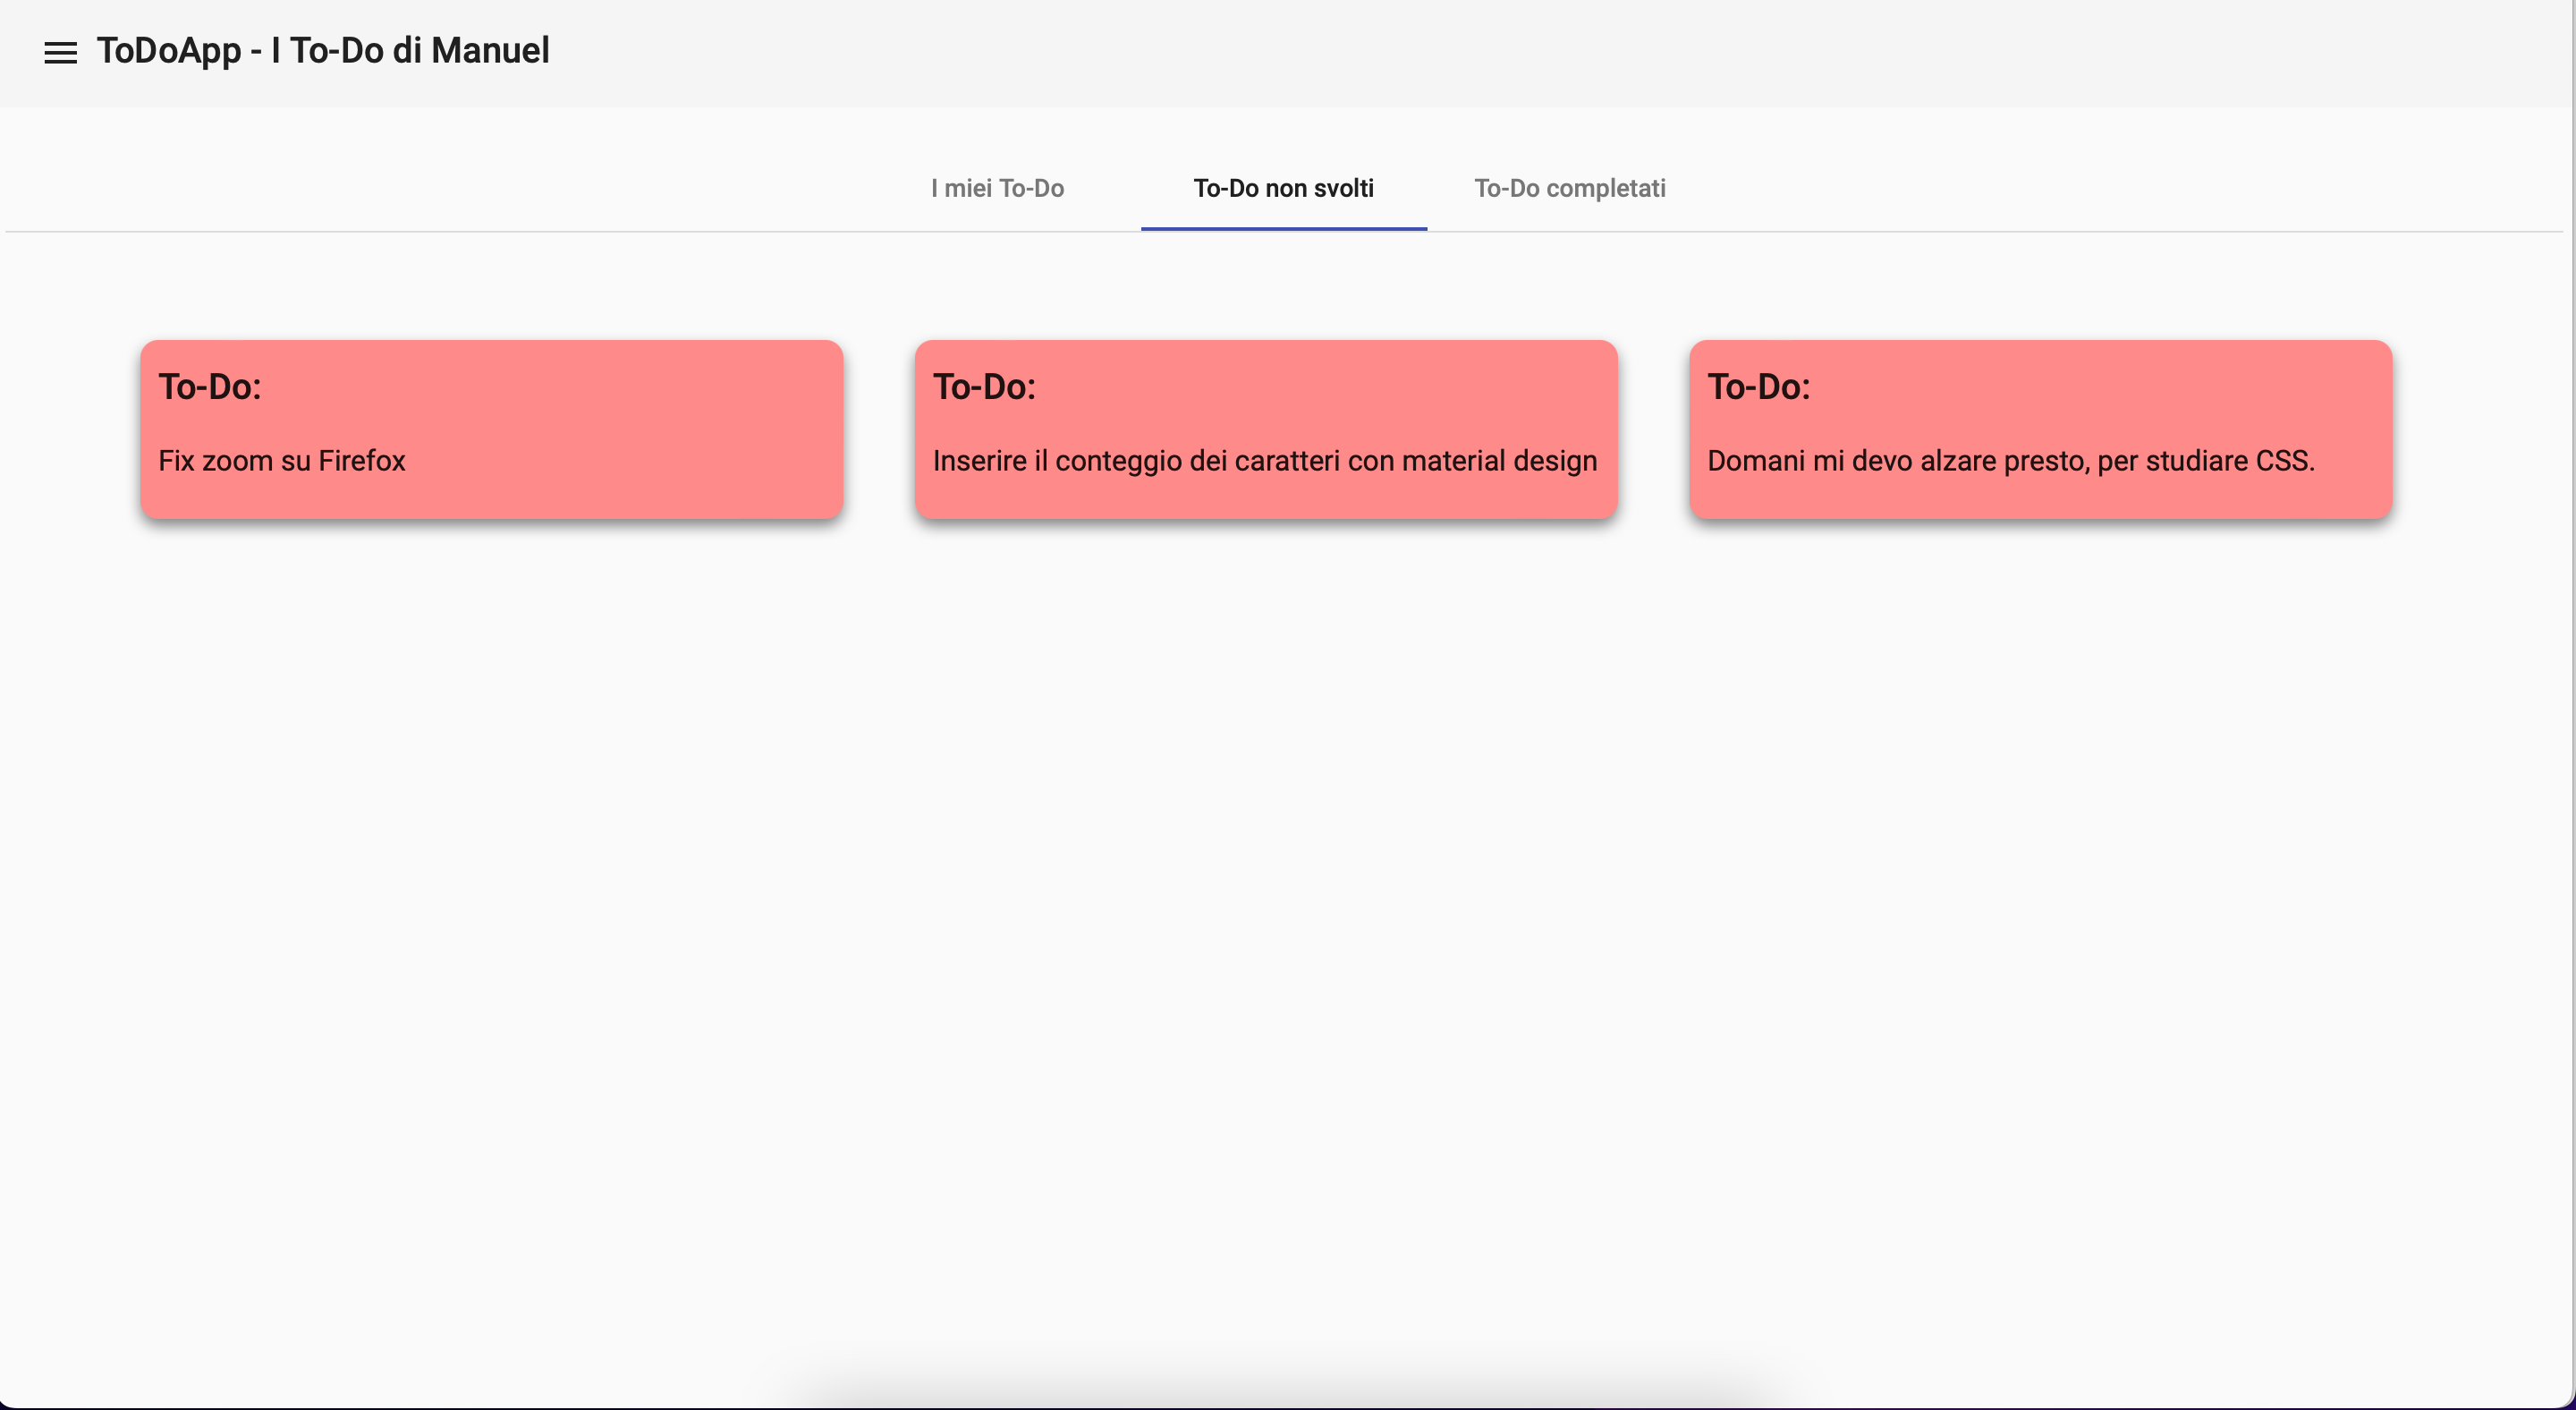 ToDoApp - I To-Do di Manuel
I miei To-Do
To-Do non svolti
To-Do completati
To-Do:
Fix zoom su Firefox
To-Do:
Inserire il conteggio dei caratteri con material design
To-Do:
Domani mi devo alzare presto, per studiare CSS.